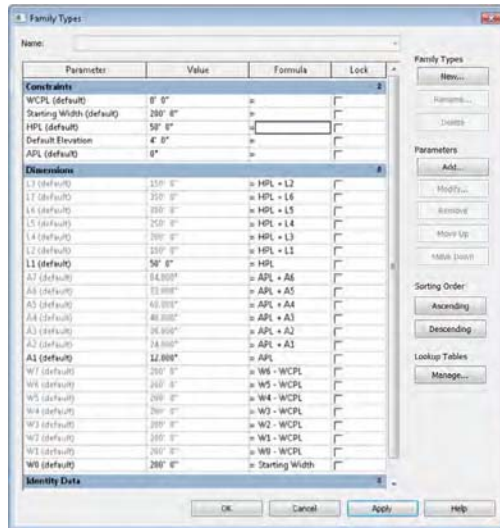 Family Types
Name:
Parameter Value Formula Lock
Constraints
WCPL (default) 0' 0" =
Starting Width (default) 200' 0" =
HPL (default) 50' 0" =
Default Elevation 4' 0" =
APL (default) 0" =
Dimensions
= HPL + L2
L7 (default) = HPL + L6
L6 (default) = HPL + L5
L5 (default) = HPL + L4
L4 (default) = HPL + L3
L2 (default) = HPL + L1
L1 (default) 50' 0" = HPL
A7 (default) 84.000" = APL + A6
A6 (default) = APL + A5
A5 (default) = APL + A4
A4 (default) = APL + A3
A3 (default) = APL + A2
A2 (default) 24.000" = APL + A1
A1 (default) 12.000" = APL
W7 (default) = W6 - WCPL
W6 (default) = W5 - WCPL
W5 (default) = W4 - WCPL
W4 (default) = W3 - WCPL
W3 (default) = W2 - WCPL
W2 (default) = W1 - WCPL
W1 (default) = W0 - WCPL
W0 (default) 200' 0" = Starting Width
Identity Data
Family Types
New...
Rename...
Delete
Parameters
Add...
Modify...
Remove
Move Up
Move Down
Sorting Order
Ascending
Descending
Lookup Tables
Manage...
OK Cancel Apply Help